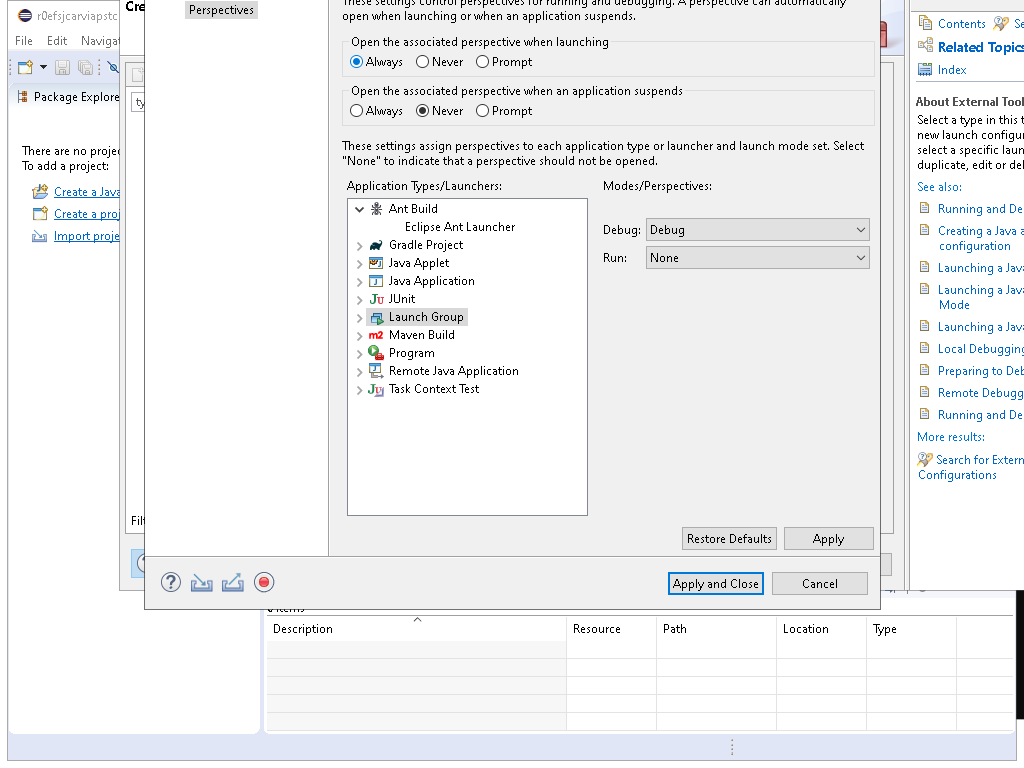 r0efsjcarviapstc
File Edit Navigat
Package Explore
There are no proje
To add a project:
Create a Java
Create a proj
Import proje
Cre
ty
Filt
Perspectives
These settings control perspectives for running and debugging. A perspective can automatically
open when launching or when an application suspends.
Open the associated perspective when launching
Always Never Prompt
Open the associated perspective when an application suspends
Always Never Prompt
These settings assign perspectives to each application type or launcher and launch mode set. Select
"None" to indicate that a perspective should not be opened.
Application Types/Launchers:
Modes/Perspectives:
Ant Build
Eclipse Ant Launcher
Gradle Project
Java Applet
Java Application
JUnit
Launch Group
Maven Build
Program
Remote Java Application
Task Context Test
Debug: Debug
Run: None
Restore Defaults Apply
Apply and Close Cancel
Contents Se
Related Topics
Index
About External Tool
Select a type in this t
new launch configur
select a specific laun
duplicate, edit or del
See also:
Running and De
Creating a Java a
configuration
Launching a Java
Launching a Java
Mode
Launching a Java
Local Debugging
Preparing to Deb
Remote Debugg
Running and De
More results:
Search for Extern
Configurations
0 items
Description Resource Path Location Type